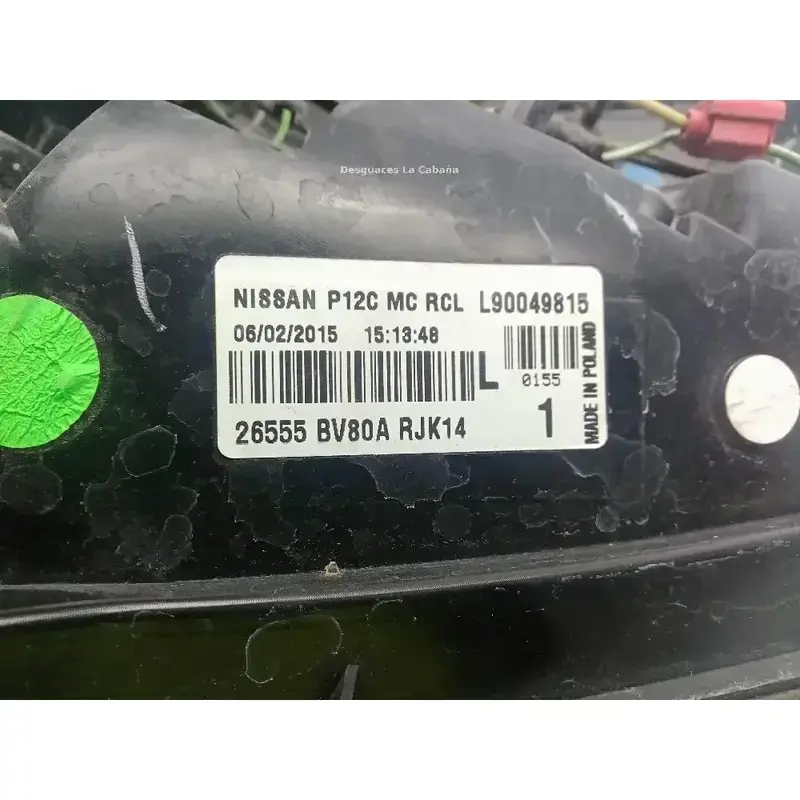 Desguaces La Cabaña
NISSAN P12C MC RCL L90049815
06/02/2015 15:13:48
L
0155
26555 BV80A RJK14
1
MADE IN POLAND